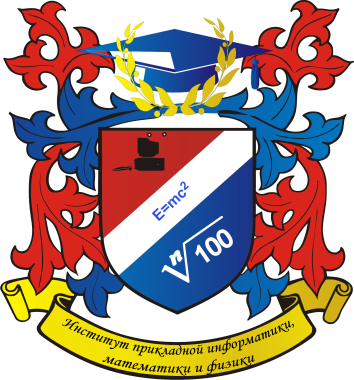 E=mc²
ⁿ√100
Институт прикладной информатики,
математики и физики